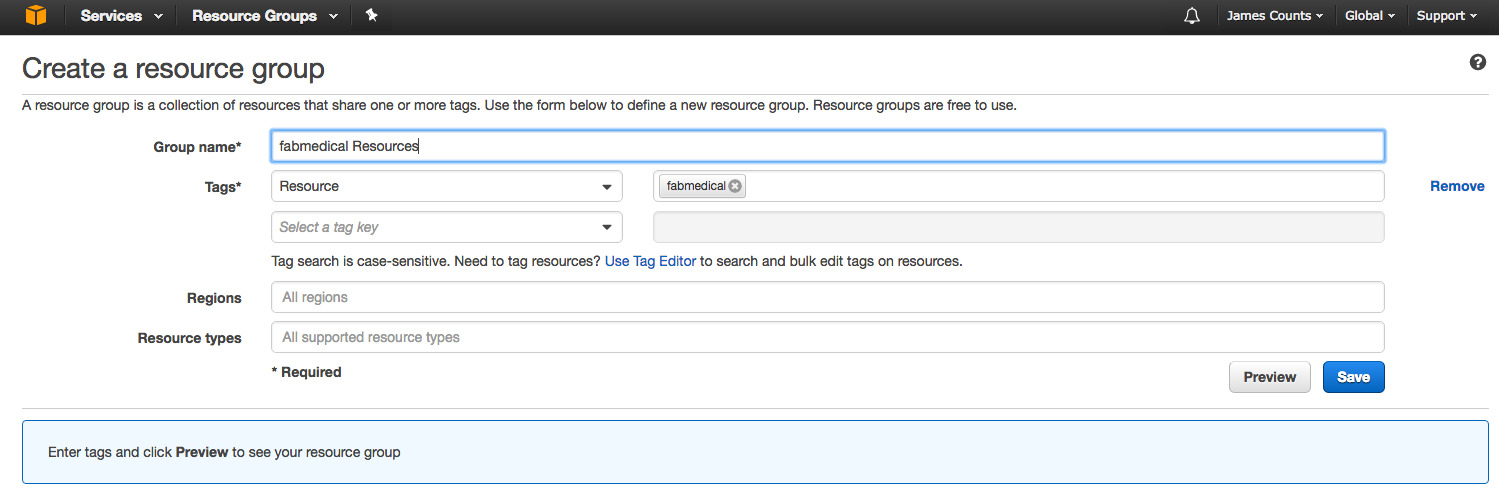 Services Resource Groups James Counts Global Support
Create a resource group ?
A resource group is a collection of resources that share one or more tags. Use the form below to define a new resource group. Resource groups are free to use.
Group name* fabmedical Resources
Tags* Resource fabmedical Remove
Select a tag key
Tag search is case-sensitive. Need to tag resources? Use Tag Editor to search and bulk edit tags on resources.
Regions All regions
Resource types All supported resource types
* Required Preview Save
Enter tags and click Preview to see your resource group